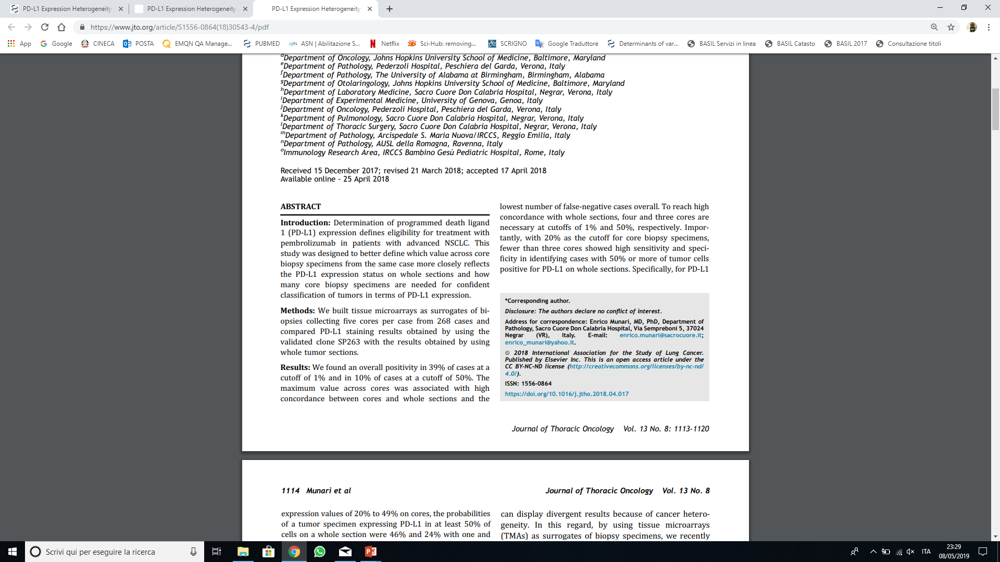 PD-L1 Expression Heterogeneity
PD-L1 Expression Heterogeneity
PD-L1 Expression Heterogeneity
https://www.jto.org/article/S1556-0864(18)30543-4/pdf
App
Google
CINECA
POSTA
EMQN QA Manage...
PUBMED
ASN | Abilitazione S...
Netflix
Sci-Hub: removing...
SCRIGNO
Google Traduttore
Determinants of var...
BASIL Servizi in linea
BASIL Catasto
BASIL 2017
Consultazione titoli
dDepartment of Oncology, Johns Hopkins University School of Medicine, Baltimore, Maryland
eDepartment of Pathology, Pederzoli Hospital, Peschiera del Garda, Verona, Italy
fDepartment of Pathology, The University of Alabama at Birmingham, Birmingham, Alabama
gDepartment of Otolaringology, Johns Hopkins University School of Medicine, Baltimore, Maryland
hDepartment of Laboratory Medicine, Sacro Cuore Don Calabria Hospital, Negrar, Verona, Italy
iDepartment of Experimental Medicine, University of Genova, Genoa, Italy
jDepartment of Oncology, Pederzoli Hospital, Peschiera del Garda, Verona, Italy
kDepartment of Pulmonology, Sacro Cuore Don Calabria Hospital, Negrar, Verona, Italy
lDepartment of Thoracic Surgery, Sacro Cuore Don Calabria Hospital, Negrar, Verona, Italy
mDepartment of Pathology, Arcispedale S. Maria Nuova/IRCCS, Reggio Emilia, Italy
nDepartment of Pathology, AUSL della Romagna, Ravenna, Italy
oImmunology Research Area, IRCCS Bambino Gesù Pediatric Hospital, Rome, Italy
Received 15 December 2017; revised 21 March 2018; accepted 17 April 2018
Available online - 25 April 2018
ABSTRACT
Introduction: Determination of programmed death ligand
1 (PD-L1) expression defines eligibility for treatment with
pembrolizumab in patients with advanced NSCLC. This
study was designed to better define which value across core
biopsy specimens from the same case more closely reflects
the PD-L1 expression status on whole sections and how
many core biopsy specimens are needed for confident
classification of tumors in terms of PD-L1 expression.
Methods: We built tissue microarrays as surrogates of bi-
opsies collecting five cores per case from 268 cases and
compared PD-L1 staining results obtained by using the
validated clone SP263 with the results obtained by using
whole tumor sections.
Results: We found an overall positivity in 39% of cases at a
cutoff of 1% and in 10% of cases at a cutoff of 50%. The
maximum value across cores was associated with high
concordance between cores and whole sections and the
lowest number of false-negative cases overall. To reach high
concordance with whole sections, four and three cores are
necessary at cutoffs of 1% and 50%, respectively. Impor-
tantly, with 20% as the cutoff for core biopsy specimens,
fewer than three cores showed high sensitivity and speci-
ficity in identifying cases with 50% or more of tumor cells
positive for PD-L1 on whole sections. Specifically, for PD-L1
*Corresponding author.
Disclosure: The authors declare no conflict of interest.
Address for correspondence: Enrico Munari, MD, PhD, Department of
Pathology, Sacro Cuore Don Calabria Hospital, Via Sempreboni 5, 37024
Negrar (VR), Italy. E-mail: enrico.munari@sacrocuore.it;
enrico_munari@yahoo.it.
© 2018 International Association for the Study of Lung Cancer.
Published by Elsevier Inc. This is an open access article under the
CC BY-NC-ND license (http://creativecommons.org/licenses/by-nc-nd/
4.0/).
ISSN: 1556-0864
https://doi.org/10.1016/j.jtho.2018.04.017
Journal of Thoracic Oncology Vol. 13 No. 8: 1113-1120
1114 Munari et al
Journal of Thoracic Oncology Vol. 13 No. 8
expression values of 20% to 49% on cores, the probabilities
of a tumor specimen expressing PD-L1 in at least 50% of
cells on a whole section were 46% and 24% with one and
can display divergent results because of cancer hetero-
geneity. In this regard, by using tissue microarrays
(TMAs) as surrogates of biopsy specimens, we recently
Scrivi qui per eseguire la ricerca
ITA
23:29
08/05/2019